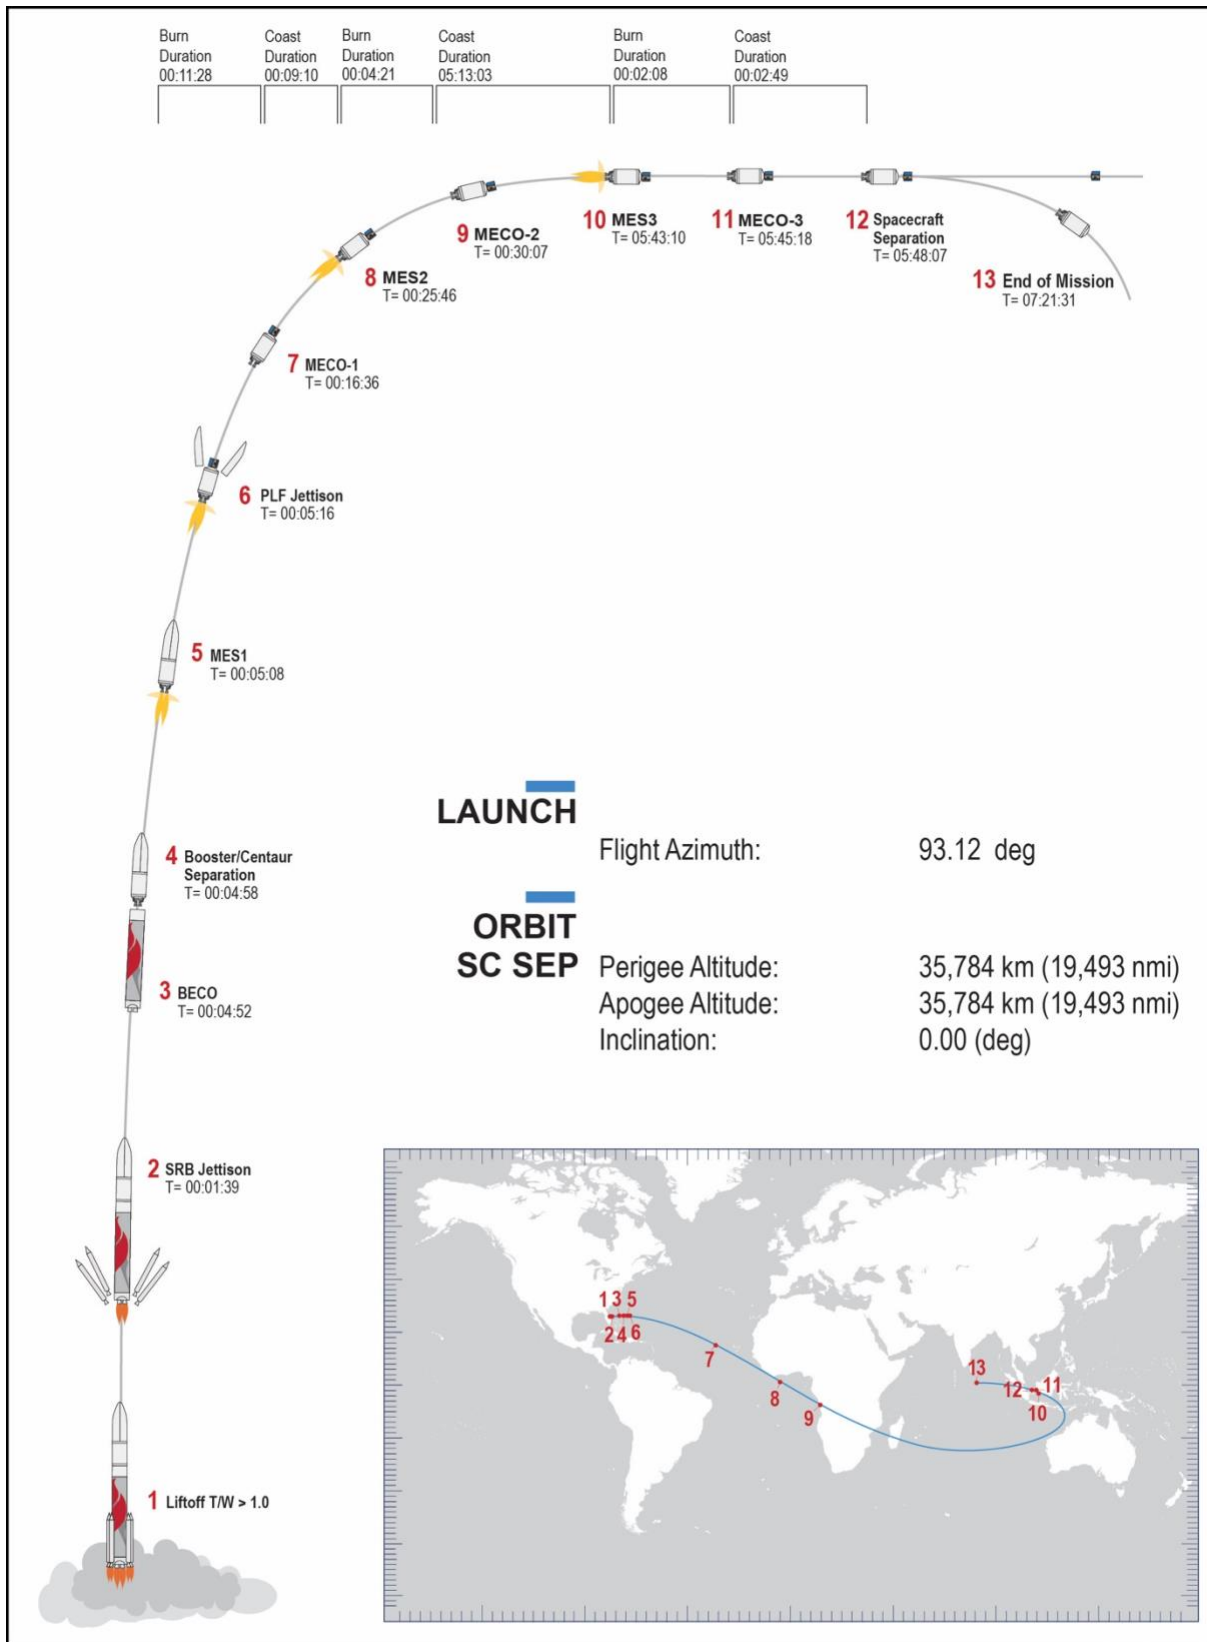 Burn
Duration
00:11:28
Coast
Duration
00:09:10
Burn
Duration
00:04:21
Coast
Duration
05:13:03
Burn
Duration
00:02:08
Coast
Duration
00:02:49
9 MECO-2
T= 00:30:07
10 MES3
T= 05:43:10
11 MECO-3
T= 05:45:18
12 Spacecraft
Separation
T= 05:48:07
13 End of Mission
T= 07:21:31
8 MES2
T= 00:25:46
7 MECO-1
T= 00:16:36
6 PLF Jettison
T= 00:05:16
5 MES1
T= 00:05:08
4 Booster/Centaur
Separation
T= 00:04:58
3 BECO
T= 00:04:52
2 SRB Jettison
T= 00:01:39
1 Liftoff T/W > 1.0
LAUNCH
Flight Azimuth: 93.12 deg
ORBIT
SC SEP
Perigee Altitude: 35,784 km (19,493 nmi)
Apogee Altitude: 35,784 km (19,493 nmi)
Inclination: 0.00 (deg)
1 3 5
2 4 6
7
8
9
13
12
11
10